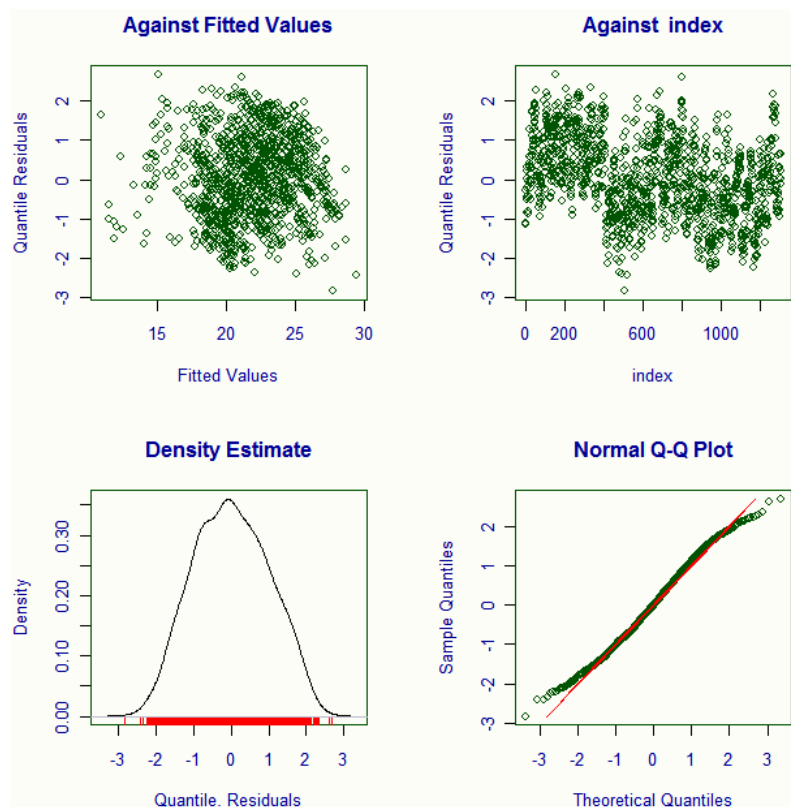 Against Fitted Values
Quantile Residuals
2
1
0
-1
-2
-3
15 20 25 30
Fitted Values
Against index
Quantile Residuals
2
1
0
-1
-2
-3
0 200 600 1000
index
Density Estimate
Density
0.30
0.20
0.10
0.00
-3 -2 -1 0 1 2 3
Quantile. Residuals
Normal Q-Q Plot
Sample Quantiles
2
1
0
-1
-2
-3
-3 -2 -1 0 1 2 3
Theoretical Quantiles